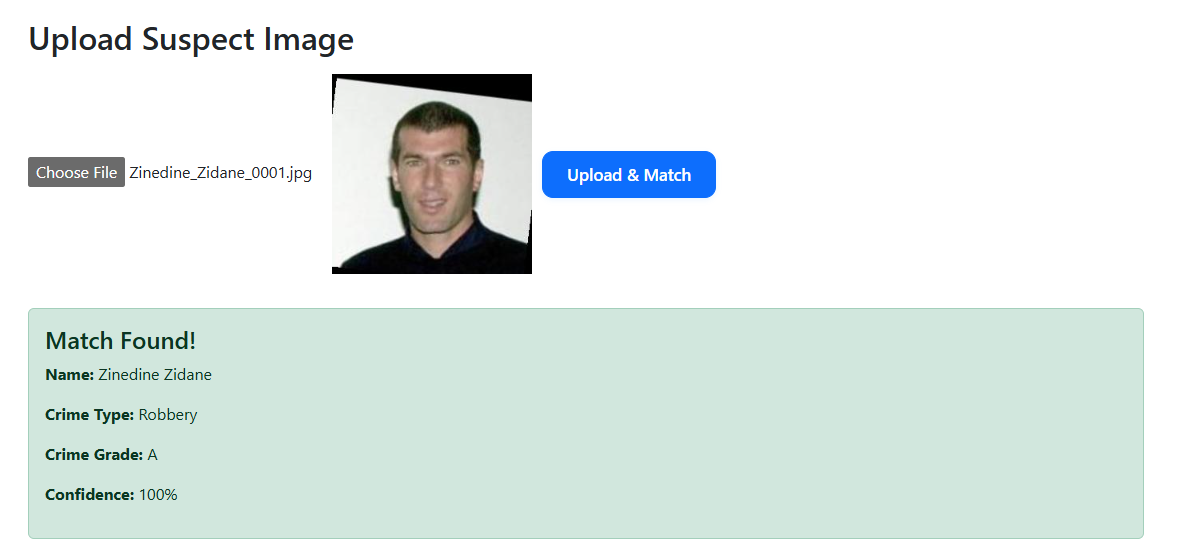 Upload Suspect Image
Choose File Zinedine_Zidane_0001.jpg
Upload & Match
Match Found!
Name: Zinedine Zidane
Crime Type: Robbery
Crime Grade: A
Confidence: 100%